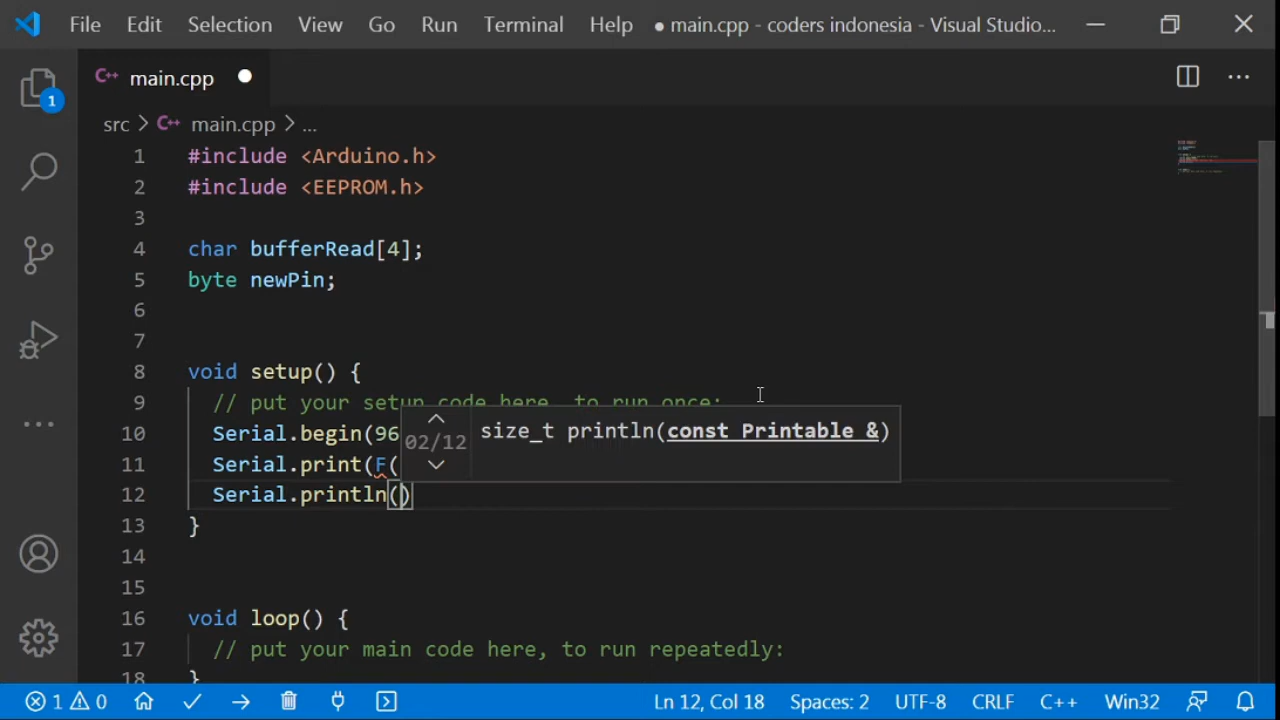 File Edit Selection View Go Run Terminal Help ● main.cpp - coders indonesia - Visual Studio...
1
C++ main.cpp ●
src > C++ main.cpp > ...
1 #include <Arduino.h>
2 #include <EEPROM.h>
3
4 char bufferRead[4];
5 byte newPin;
6
7
8 void setup() {
9 // put your setup code here, to run once:
10 Serial.begin(96
02/12 size_t println(const Printable &)
11 Serial.print(F(
12 Serial.println()
13 }
14
15
16 void loop() {
17 // put your main code here, to run repeatedly:
18 }
1 0 Ln 12, Col 18 Spaces: 2 UTF-8 CRLF C++ Win32